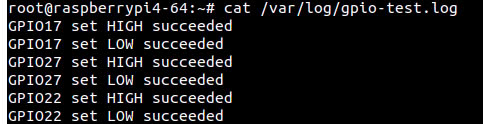 root@raspberrypi4-64:~# cat /var/log/gpio-test.log
GPIO17 set HIGH succeeded
GPIO17 set LOW succeeded
GPIO27 set HIGH succeeded
GPIO27 set LOW succeeded
GPIO22 set HIGH succeeded
GPIO22 set LOW succeeded